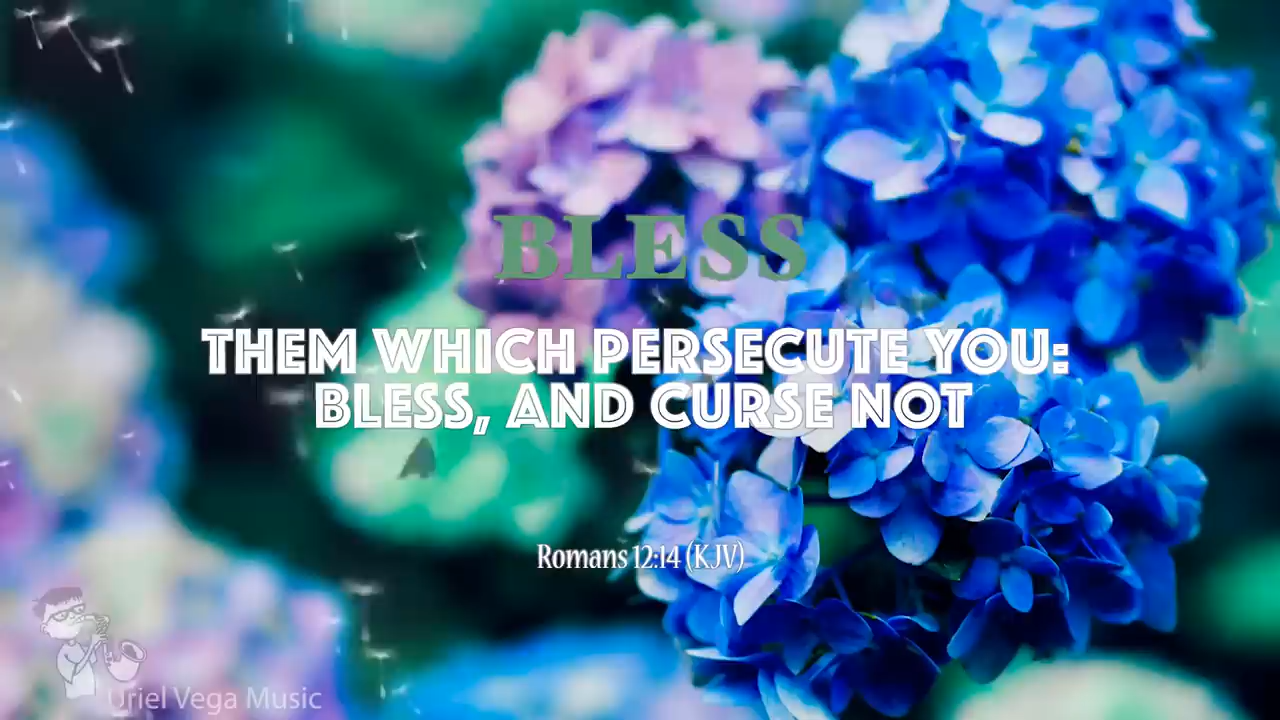 BLESS
THEM WHICH PERSECUTE YOU:
BLESS, AND CURSE NOT
Romans 12:14 (KJV)
Uriel Vega Music